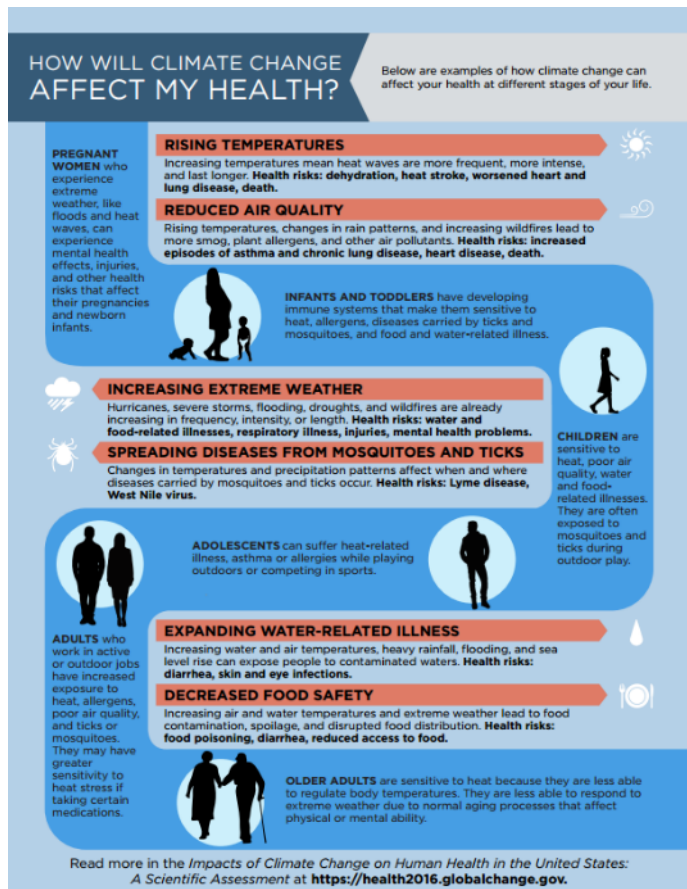 HOW WILL CLIMATE CHANGE
AFFECT MY HEALTH?
Below are examples of how climate change can
affect your health at different stages of your life.
PREGNANT
WOMEN who
experience
extreme
weather, like
floods and heat
waves, can
experience
mental health
effects, injuries,
and other health
risks that affect
their pregnancies
and newborn
infants.
RISING TEMPERATURES
Increasing temperatures mean heat waves are more frequent, more intense,
and last longer. Health risks: dehydration, heat stroke, worsened heart and
lung disease, death.
REDUCED AIR QUALITY
Rising temperatures, changes in rain patterns, and increasing wildfires lead to
more smog, plant allergens, and other air pollutants. Health risks: increased
episodes of asthma and chronic lung disease, heart disease, death.
INFANTS AND TODDLERS have developing
immune systems that make them sensitive to
heat, allergens, diseases carried by ticks and
mosquitoes, and food and water-related illness.
INCREASING EXTREME WEATHER
Hurricanes, severe storms, flooding, droughts, and wildfires are already
increasing in frequency, intensity, or length. Health risks: water and
food-related illnesses, respiratory illness, injuries, mental health problems.
SPREADING DISEASES FROM MOSQUITOES AND TICKS
Changes in temperatures and precipitation patterns affect when and where
diseases carried by mosquitoes and ticks occur. Health risks: Lyme disease,
West Nile virus.
CHILDREN are
sensitive to
heat, poor air
quality, water
and food-
related illnesses.
They are often
exposed to
mosquitoes and
ticks during
outdoor play.
ADOLESCENTS can suffer heat-related
illness, asthma or allergies while playing
outdoors or competing in sports.
ADULTS who
work in active
or outdoor jobs
have increased
exposure to
heat, allergens,
poor air quality,
and ticks or
mosquitoes.
They may have
greater
sensitivity to
heat stress if
taking certain
medications.
EXPANDING WATER-RELATED ILLNESS
Increasing water and air temperatures, heavy rainfall, flooding, and sea
level rise can expose people to contaminated waters. Health risks:
diarrhea, skin and eye infections.
DECREASED FOOD SAFETY
Increasing air and water temperatures and extreme weather lead to food
contamination, spoilage, and disrupted food distribution. Health risks:
food poisoning, diarrhea, reduced access to food.
OLDER ADULTS are sensitive to heat because they are less able
to regulate body temperatures. They are less able to respond to
extreme weather due to normal aging processes that affect
physical or mental ability.
Read more in the Impacts of Climate Change on Human Health in the United States:
A Scientific Assessment at https://health2016.globalchange.gov.